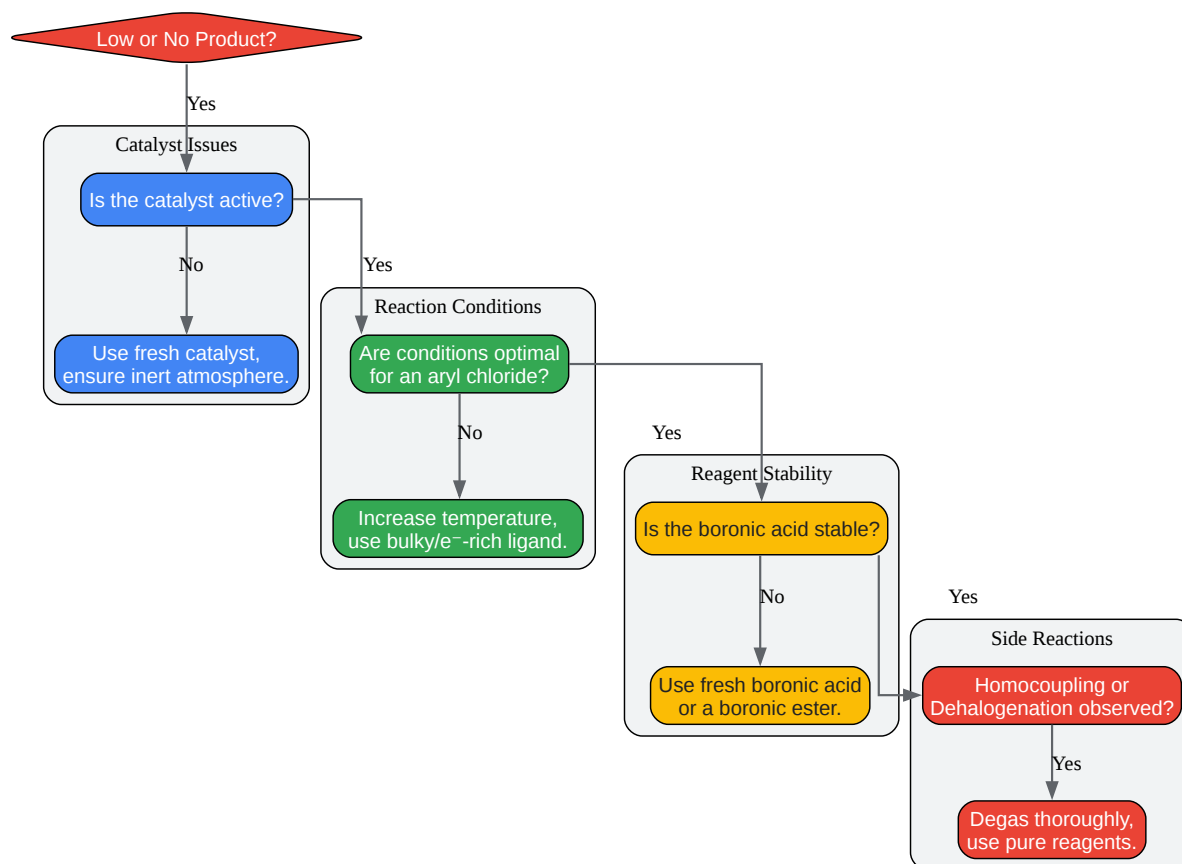 Low or No Product?
Yes
Catalyst Issues
Is the catalyst active?
No
Yes
Use fresh catalyst,
ensure inert atmosphere.
Reaction Conditions
Are conditions optimal
for an aryl chloride?
No
Yes
Increase temperature,
use bulky/e⁻-rich ligand.
Reagent Stability
Is the boronic acid stable?
No
Yes
Use fresh boronic acid
or a boronic ester.
Side Reactions
Homocoupling or
Dehalogenation observed?
Yes
Degas thoroughly,
use pure reagents.